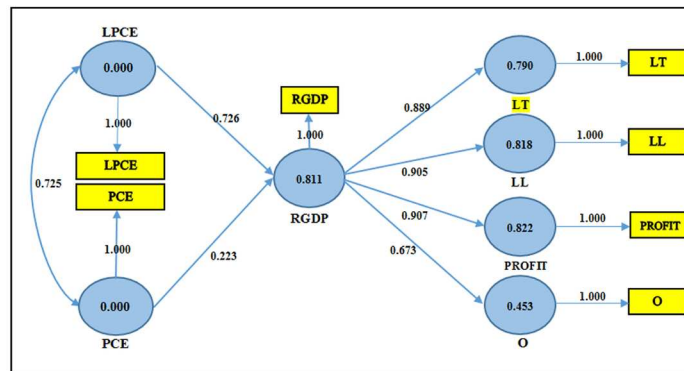 LPCE
0.000
1.000
0.726
LPCE
PCE
0.725
1.000
0.223
0.000
PCE
RGDP
1.000
0.811
RGDP
0.889
0.905
0.907
0.673
0.790
LT
1.000
LT
0.818
LL
1.000
LL
0.822
PROFIT
1.000
PROFIT
0.453
O
1.000
O